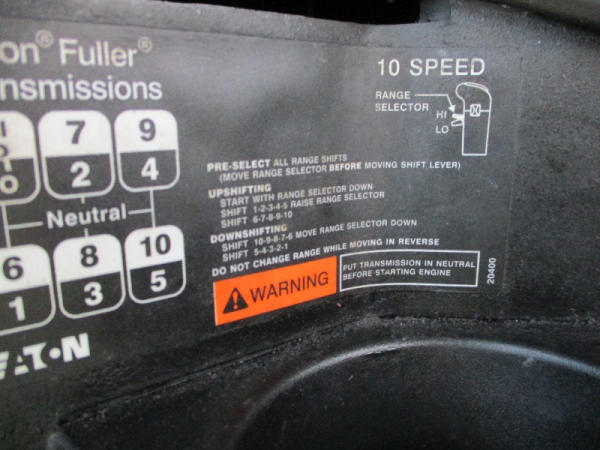 on® Fuller®
nsmissions
10 SPEED
RANGE
SELECTOR
HI
LO
7 9
2 4
Neutral
6 8 10
1 3 5
PRE-SELECT ALL RANGE SHIFTS
(MOVE RANGE SELECTOR BEFORE MOVING SHIFT LEVER)
UPSHIFTING
START WITH RANGE SELECTOR DOWN
SHIFT 1-2-3-4-5 RAISE RANGE SELECTOR
SHIFT 6-7-8-9-10
DOWNSHIFTING
SHIFT 10-9-8-7-6 MOVE RANGE SELECTOR DOWN
SHIFT 5-4-3-2-1
DO NOT CHANGE RANGE WHILE MOVING IN REVERSE
WARNING
PUT TRANSMISSION IN NEUTRAL
BEFORE STARTING ENGINE
20400
EATON